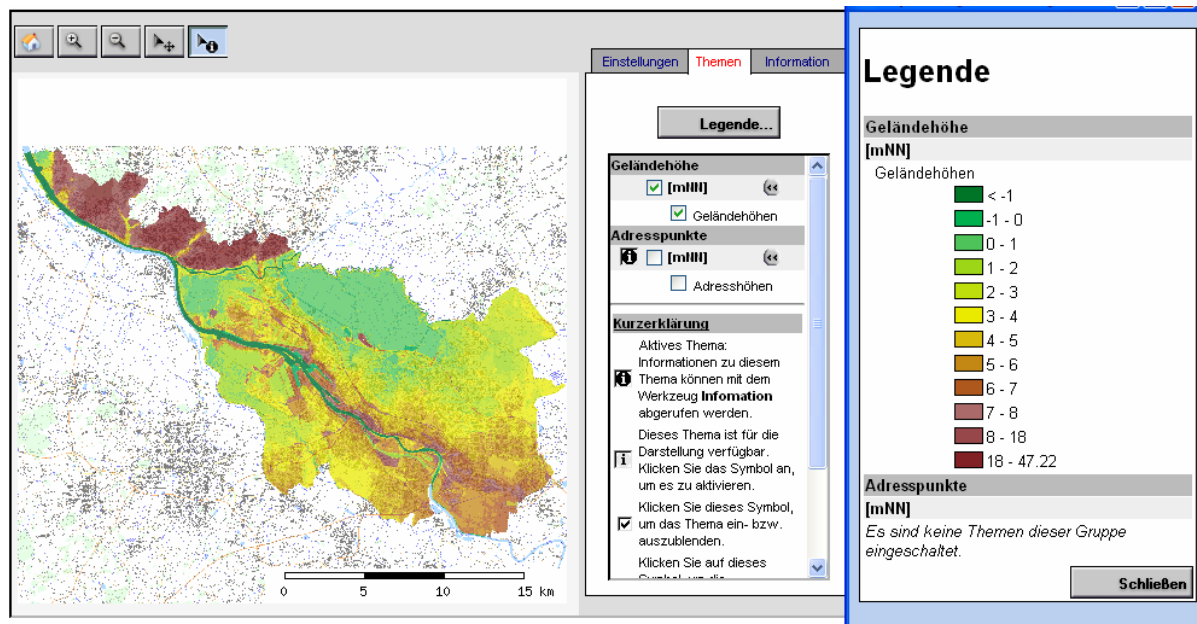 Einstellungen Themen Information
Legende...
Geländehöhe
[mNN]
Geländehöhen
Adresspunkte
[mNN]
Adresshöhen
Kurzerklärung
Aktives Thema:
Informationen zu diesem
Thema können mit dem
Werkzeug Infomation
abgerufen werden.
Dieses Thema ist für die
Darstellung verfügbar.
Klicken Sie das Symbol an,
um es zu aktivieren.
Klicken Sie dieses Symbol,
um das Thema ein- bzw.
auszublenden.
Klicken Sie auf dieses
0 5 10 15 km
Legende
Geländehöhe
[mNN]
Geländehöhen
< -1
-1 - 0
0 - 1
1 - 2
2 - 3
3 - 4
4 - 5
5 - 6
6 - 7
7 - 8
8 - 18
18 - 47.22
Adresspunkte
[mNN]
Es sind keine Themen dieser Gruppe
eingeschaltet.
Schließen